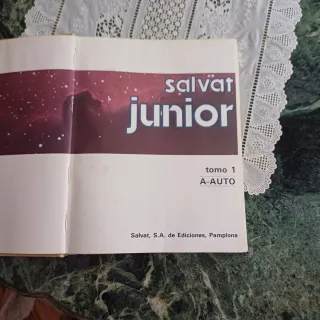 salvat
junior
tomo 1
A-AUTO
Salvat, S.A. de Ediciones, Pamplona